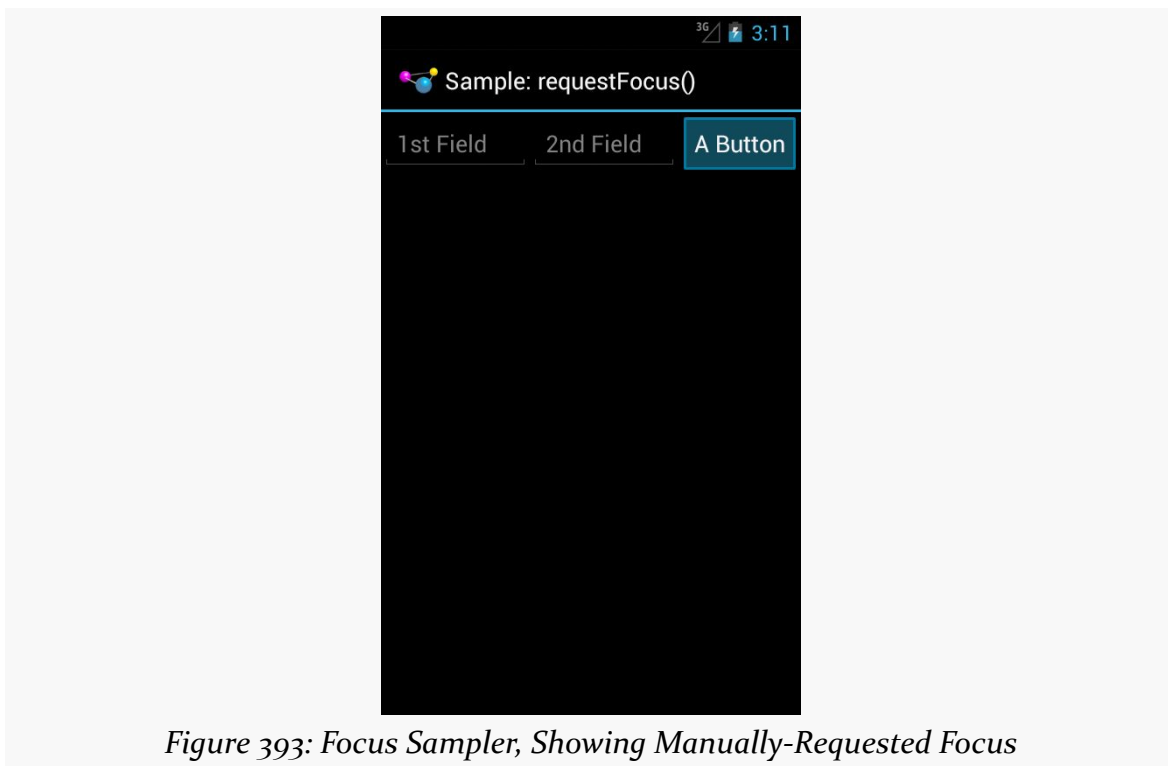 3G 3:11
Sample: requestFocus()
1st Field 2nd Field A Button
Figure 393: Focus Sampler, Showing Manually-Requested Focus